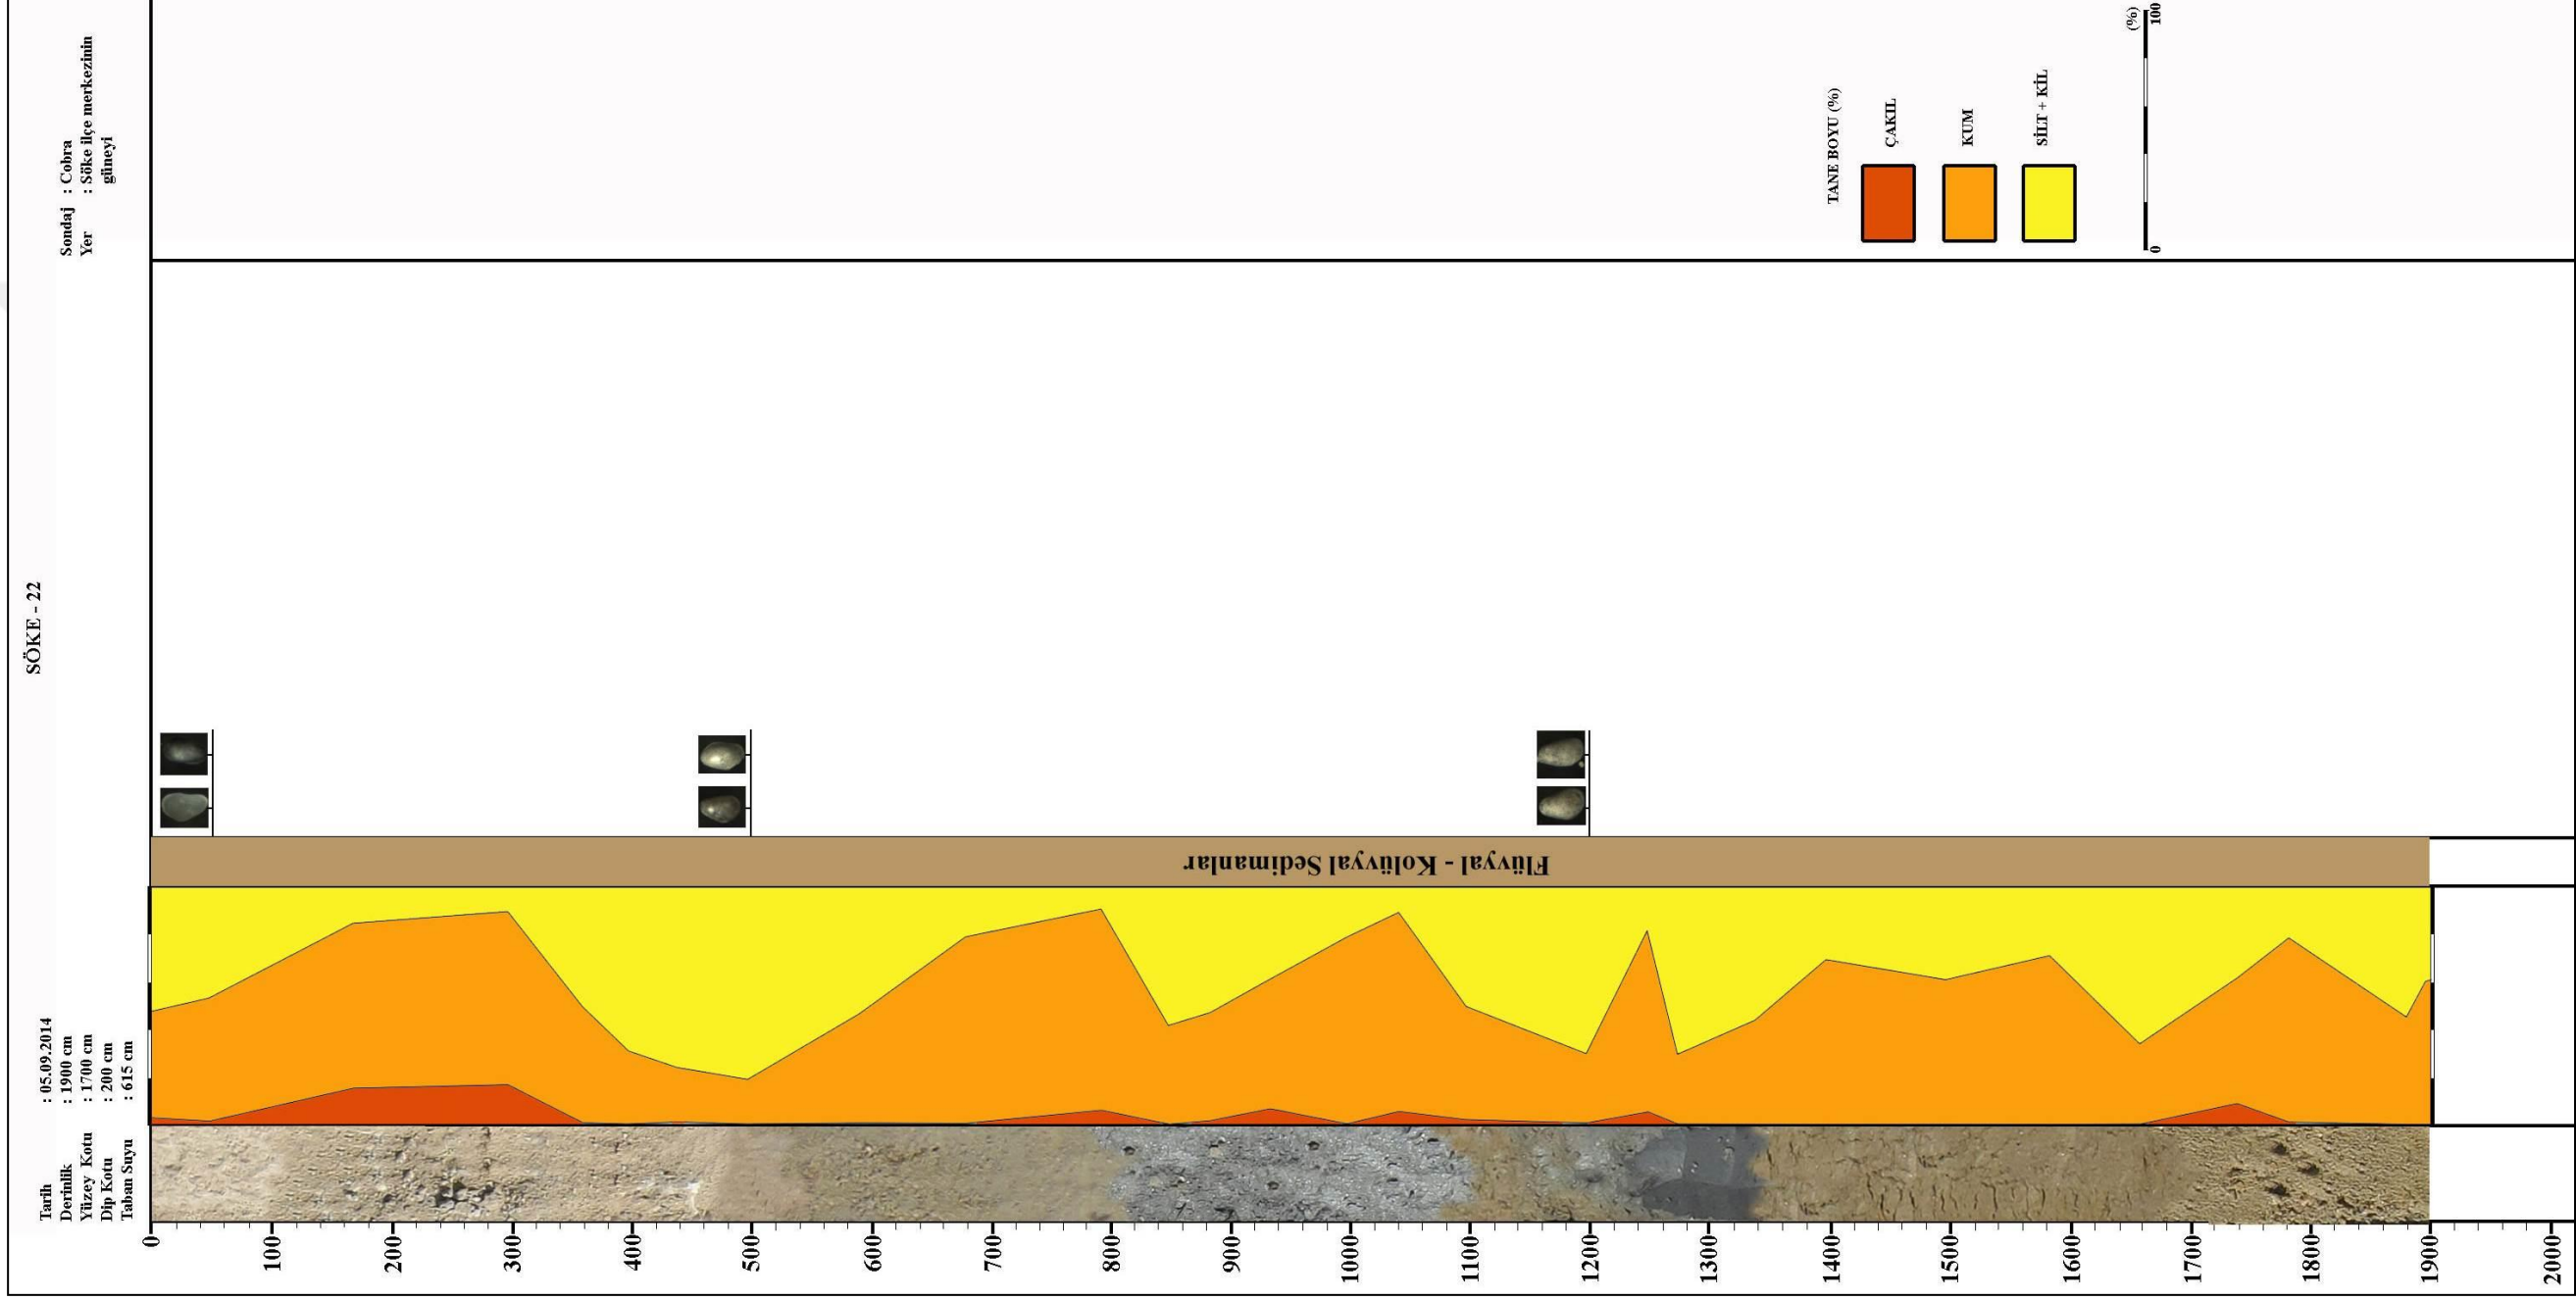 SÖKE - 22
Tarih : 05.09.2014
Derinlik : 1900 cm
Yüzey Kotu : 1700 cm
Dip Kotu : 200 cm
Taban Suyu : 615 cm
Sondaj : Cobra
Yer : Söke ilçe merkezinin
güneyi
0
100
200
300
400
500
600
700
800
900
1000
1100
1200
1300
1400
1500
1600
1700
1800
1900
2000
Flüvyal - Kolüvyal Sedimanlar
TANE BOYU (%)
ÇAKIL
KUM
SİLT + KİL
(%)
0
100